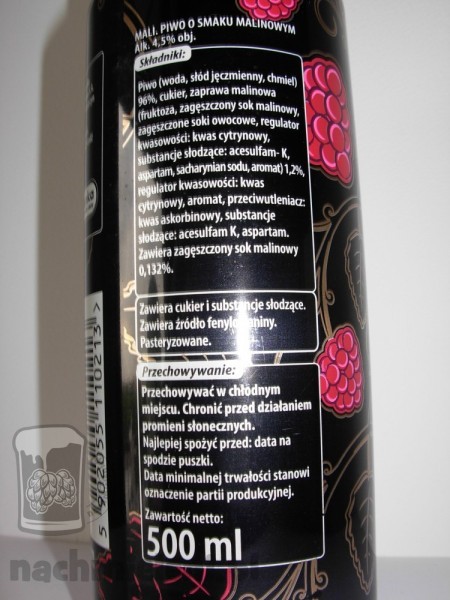 MALI. PIWO O SMAKU MALINOWYM
Alk. 4,5% obj.
Składniki:
Piwo (woda, słód jęczmienny, chmiel)
96%, cukier, zaprawa malinowa
(fruktoza, zagęszczony sok malinowy,
zagęszczone soki owocowe, regulator
kwasowości: kwas cytrynowy,
substancje słodzące: acesulfam- K,
aspartam, sacharynian sodu, aromat) 1,2%,
regulator kwasowości: kwas
cytrynowy, aromat, przeciwutleniacz:
kwas askorbinowy, substancje
słodzące: acesulfam K, aspartam.
Zawiera zagęszczony sok malinowy
0,132%.
Zawiera cukier i substancje słodzące.
Zawiera źródło fenyloalaniny.
Pasteryzowane.
Przechowywanie:
Przechowywać w chłodnym
miejscu. Chronić przed działaniem
promieni słonecznych.
Najlepiej spożyć przed: data na
spodzie puszki.
Data minimalnej trwałości stanowi
oznaczenie partii produkcyjnej.
Zawartość netto:
500 ml
5 902055 110213 >